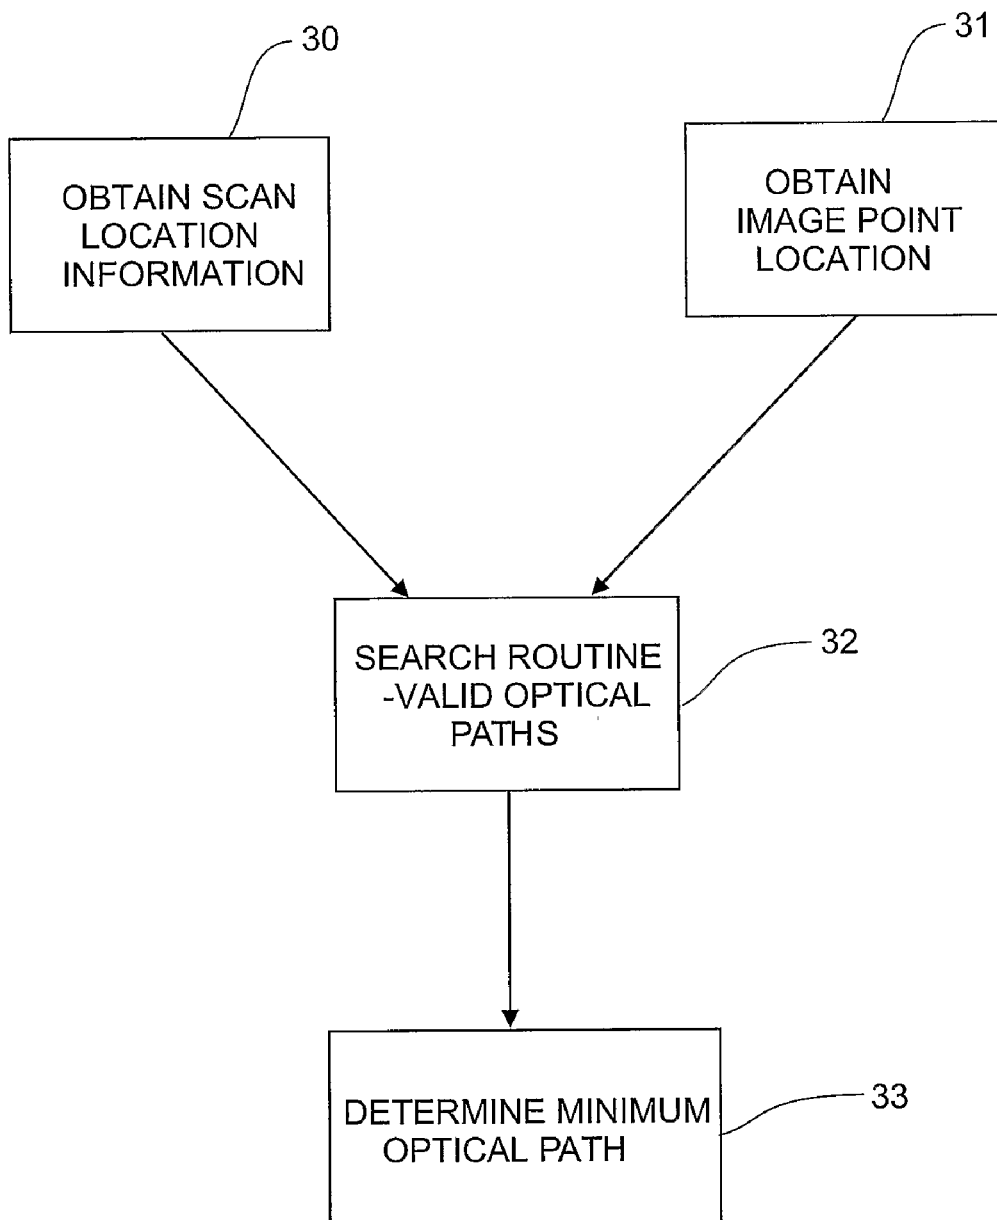 30
31
OBTAIN SCAN
LOCATION
INFORMATION
OBTAIN
IMAGE POINT
LOCATION
SEARCH ROUTINE
-VALID OPTICAL
PATHS
32
DETERMINE MINIMUM
OPTICAL PATH
33